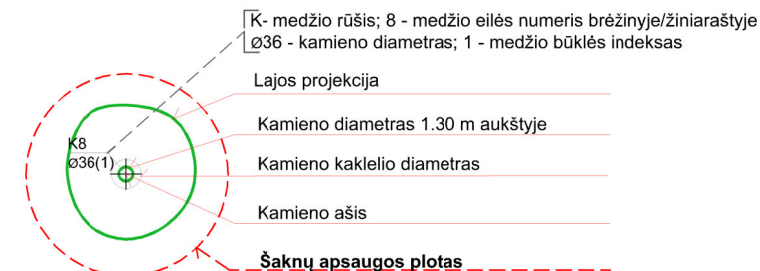 K- medžio rūšis; 8 - medžio eilės numeris brėžinyje/žiniaraštyje
ø36 - kamieno diametras; 1 - medžio būklės indeksas
Lajos projekcija
Kamieno diametras 1.30 m aukštyje
K8
ø36(1)
Kamieno kaklelio diametras
Kamieno ašis
Šaknų apsaugos plotas